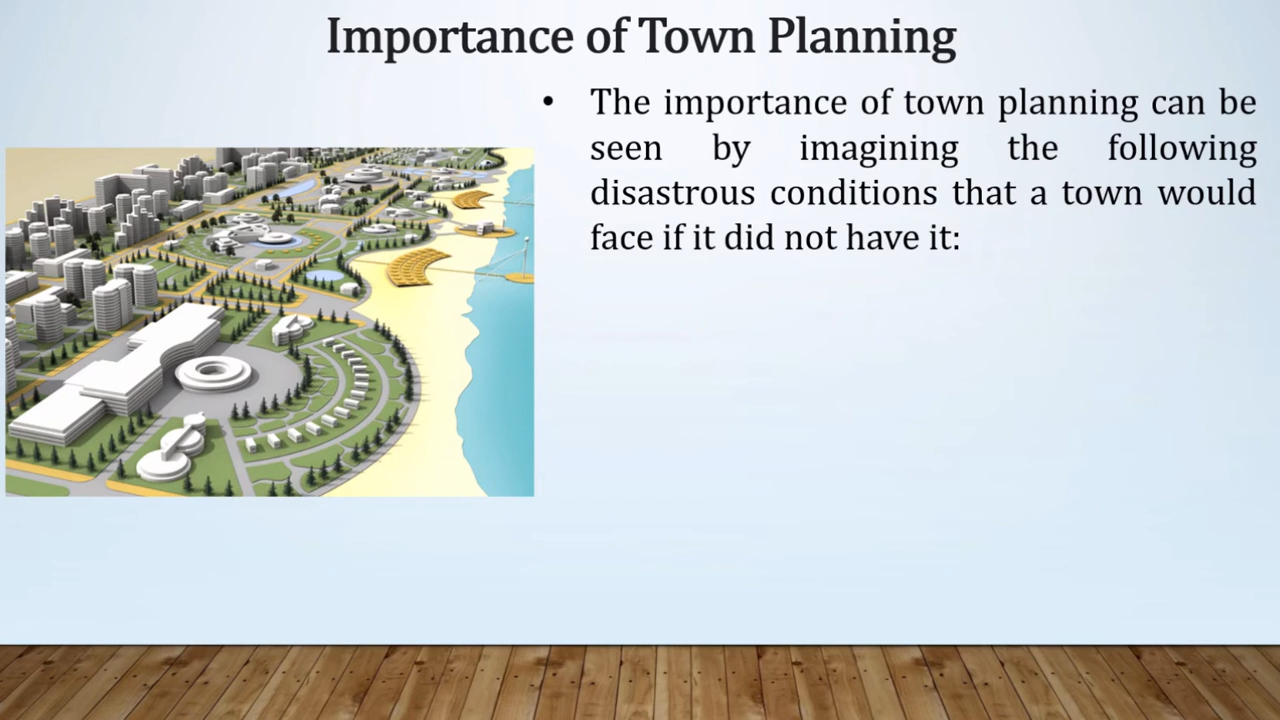 Importance of Town Planning
• The importance of town planning can be
seen by imagining the following
disastrous conditions that a town would
face if it did not have it: